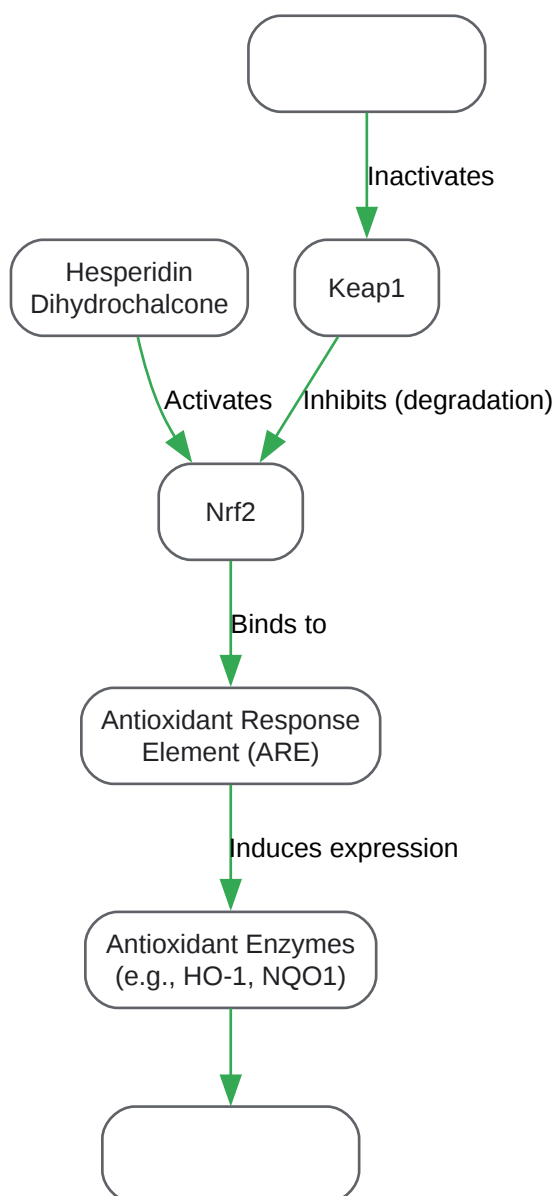 Inactivates
Hesperidin
Dihydrochalcone
Keap1
Activates
Inhibits (degradation)
Nrf2
Binds to
Antioxidant Response
Element (ARE)
Induces expression
Antioxidant Enzymes
(e.g., HO-1, NQO1)